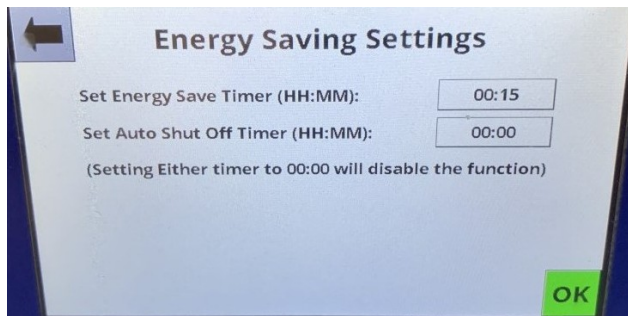 Energy Saving Settings
Set Energy Save Timer (HH:MM): 00:15
Set Auto Shut Off Timer (HH:MM): 00:00
(Setting Either timer to 00:00 will disable the function)
OK